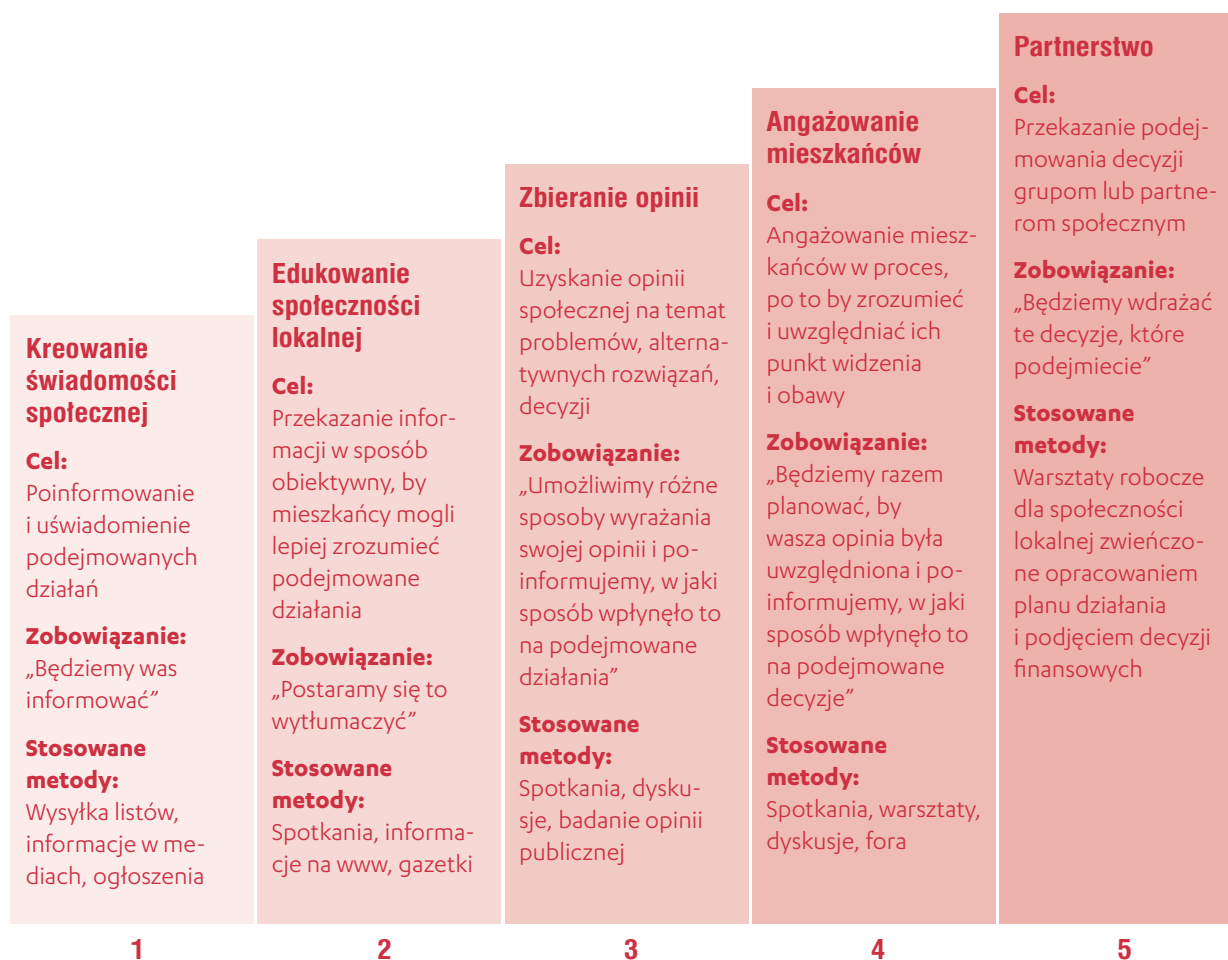 Kreowanie
świadomości
społecznej
Cel:
Poinformowanie
i uświadomienie
podejmowanych
działań
Zobowiązanie:
„Będziemy was
informować”
Stosowane
metody:
Wysyłka listów,
informacje w me-
diach, ogłoszenia
1
Edukowanie
społeczności
lokalnej
Cel:
Przekazanie infor-
macji w sposób
obiektywny, by
mieszkańcy mogli
lepiej zrozumieć
podejmowane
działania
Zobowiązanie:
„Postaramy się to
wytłumaczyć”
Stosowane
metody:
Spotkania, informa-
cje na www, gazetki
2
Zbieranie opinii
Cel:
Uzyskanie opinii
społecznej na temat
problemów, alterna-
tywnych rozwiązań,
decyzji
Zobowiązanie:
„Umożliwimy różne
sposoby wyrażania
swojej opinii i po-
informujemy, w jaki
sposób wpłynęło to
na podejmowane
działania”
Stosowane
metody:
Spotkania, dysku-
sje, badanie opinii
publicznej
3
Angażowanie
mieszkańców
Cel:
Angażowanie miesz-
kańców w proces,
po to by zrozumieć
i uwzględniać ich
punkt widzenia
i obawy
Zobowiązanie:
„Będziemy razem
planować, by
wasza opinia była
uwzględniona i po-
informujemy, w jaki
sposób wpłynęło to
na podejmowane
decyzje”
Stosowane
metody:
Spotkania, warsztaty,
dyskusje, fora
4
Partnerstwo
Cel:
Przekazanie podej-
mowania decyzji
grupom lub partne-
rom społecznym
Zobowiązanie:
„Będziemy wdrażać
te decyzje, które
podejmiecie”
Stosowane
metody:
Warsztaty robocze
dla społeczności
lokalnej zwieńczo-
ne opracowaniem
planu działania
i podjęciem decyzji
finansowych
5